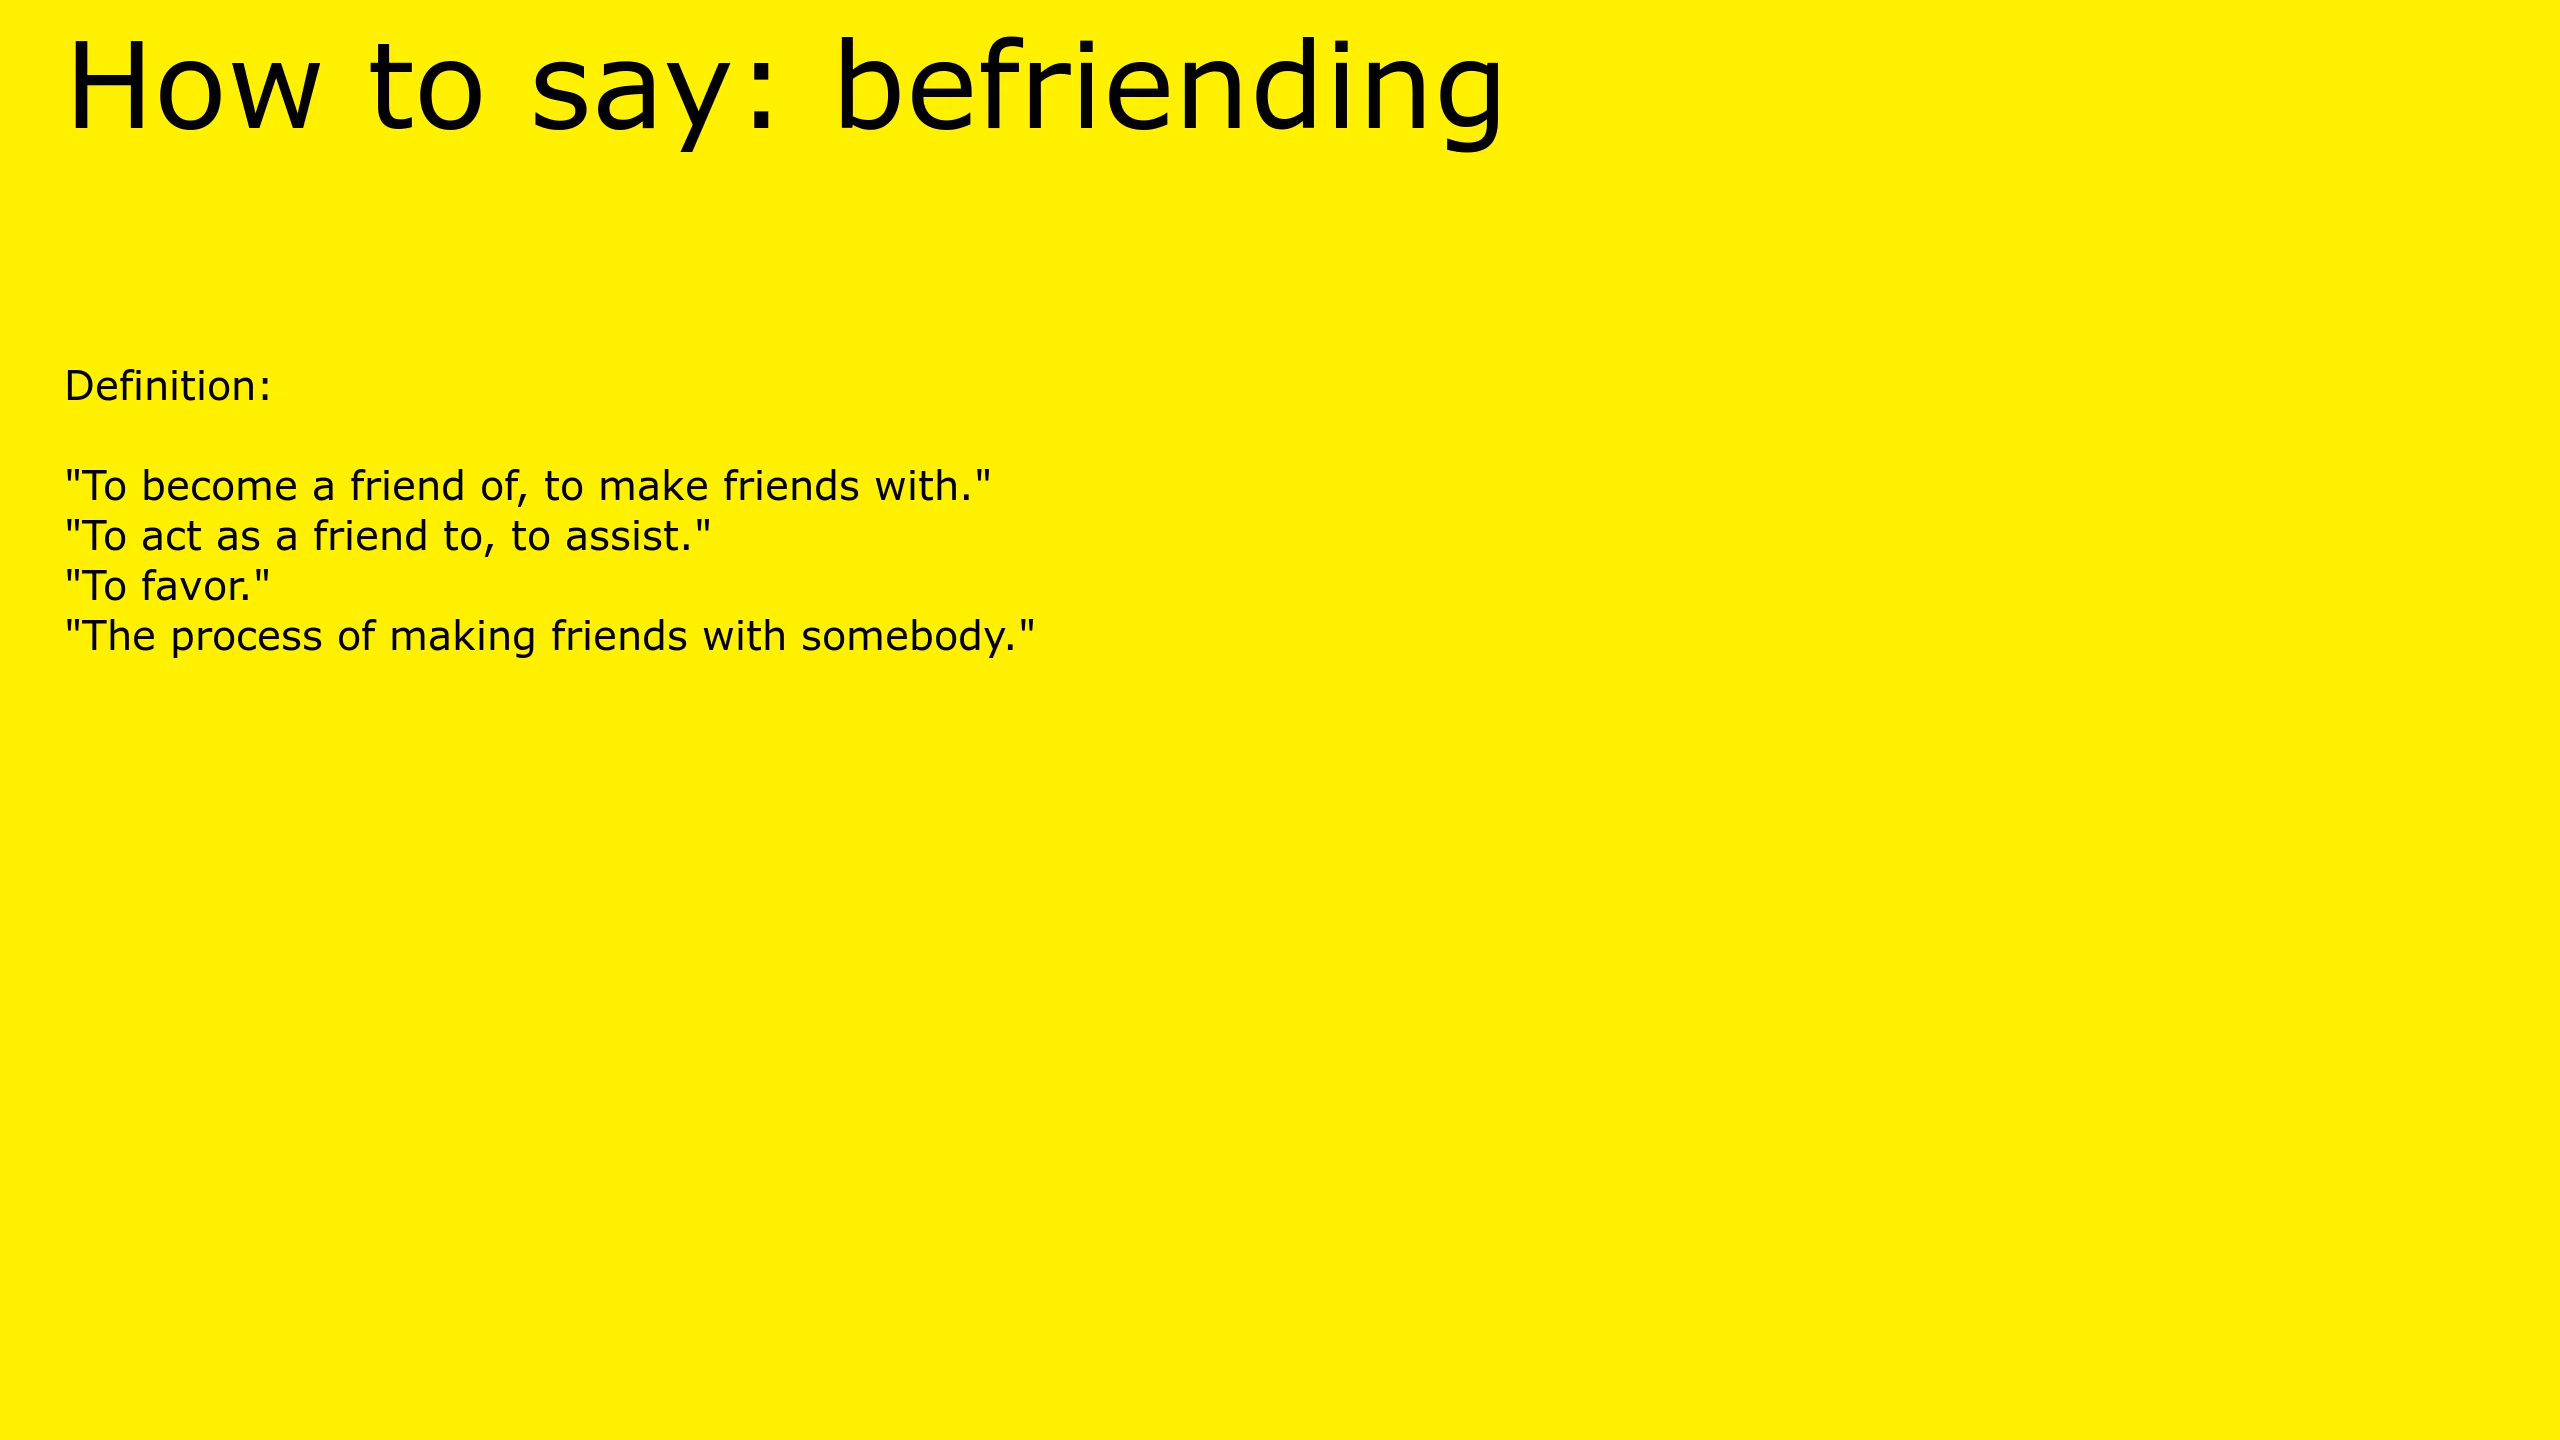 How to say: befriending
Definition:
"To become a friend of, to make friends with."
"To act as a friend to, to assist."
"To favor."
"The process of making friends with somebody."